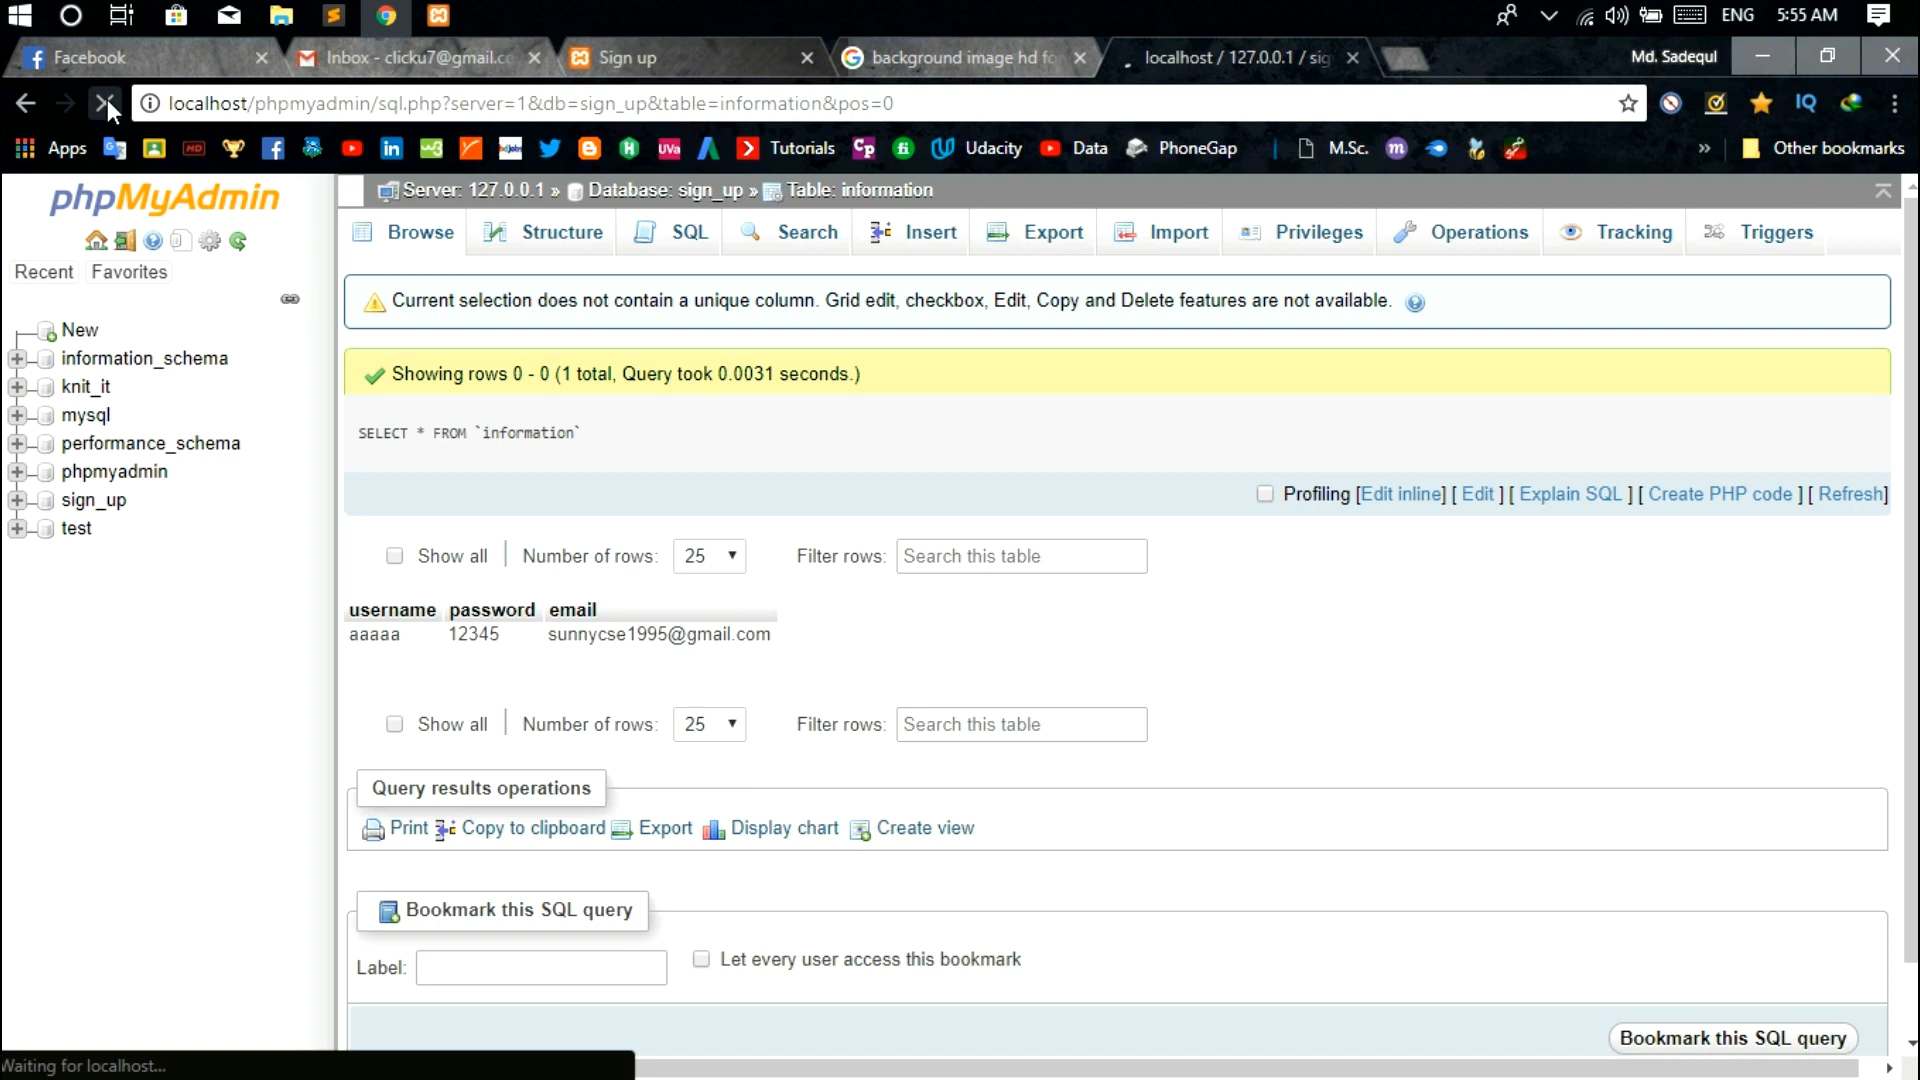 ENG 5:55 AM
Facebook
Inbox - clicku7@gmail.co
Sign up
background image hd fo
localhost / 127.0.0.1 / sig
Md. Sadequl
localhost/phpmyadmin/sql.php?server=1&db=sign_up&table=information&pos=0
IQ
Apps HD w3 bdjobs UVa Tutorials Cp Udacity Data PhoneGap M.Sc. m » Other bookmarks
phpMyAdmin
Recent Favorites
New
information_schema
knit_it
mysql
performance_schema
phpmyadmin
sign_up
test
Server: 127.0.0.1 » Database: sign_up » Table: information
Browse Structure SQL Search Insert Export Import Privileges Operations Tracking Triggers
Current selection does not contain a unique column. Grid edit, checkbox, Edit, Copy and Delete features are not available.
Showing rows 0 - 0 (1 total, Query took 0.0031 seconds.)
SELECT * FROM `information`
Profiling [Edit inline] [ Edit ] [ Explain SQL ] [ Create PHP code ] [ Refresh]
Show all Number of rows: 25 Filter rows: Search this table
username password email
aaaaa 12345 sunnycse1995@gmail.com
Show all Number of rows: 25 Filter rows: Search this table
Query results operations
Print Copy to clipboard Export Display chart Create view
Bookmark this SQL query
Label: Let every user access this bookmark
Bookmark this SQL query
Waiting for localhost...